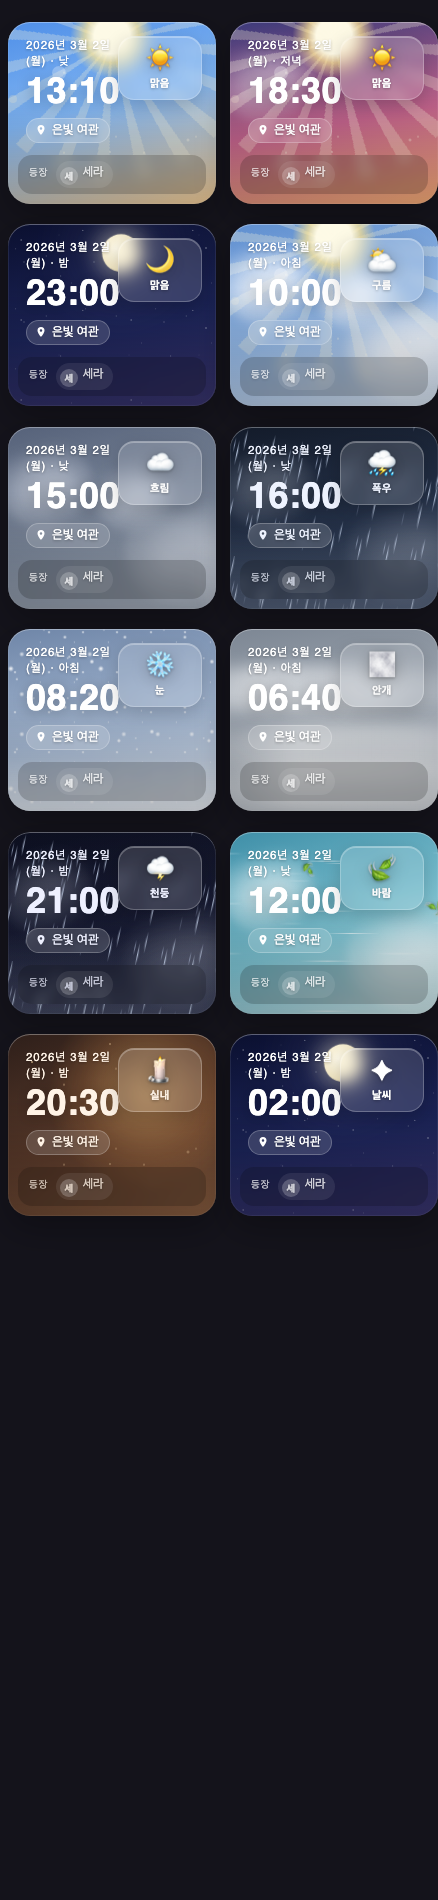 2026년 3월 2일
(월) · 낮
13:10
맑음
은빛 여관
등장 세 세라
2026년 3월 2일
(월) · 저녁
18:30
맑음
은빛 여관
등장 세 세라
2026년 3월 2일
(월) · 밤
23:00
맑음
은빛 여관
등장 세 세라
2026년 3월 2일
(월) · 아침
10:00
구름
은빛 여관
등장 세 세라
2026년 3월 2일
(월) · 낮
15:00
흐림
은빛 여관
등장 세 세라
2026년 3월 2일
(월) · 낮
16:00
폭우
은빛 여관
등장 세 세라
2026년 3월 2일
(월) · 아침
08:20
눈
은빛 여관
등장 세 세라
2026년 3월 2일
(월) · 아침
06:40
안개
은빛 여관
등장 세 세라
2026년 3월 2일
(월) · 밤
21:00
천둥
은빛 여관
등장 세 세라
2026년 3월 2일
(월) · 낮
12:00
바람
은빛 여관
등장 세 세라
2026년 3월 2일
(월) · 밤
20:30
실내
은빛 여관
등장 세 세라
2026년 3월 2일
(월) · 밤
02:00
날씨
은빛 여관
등장 세 세라